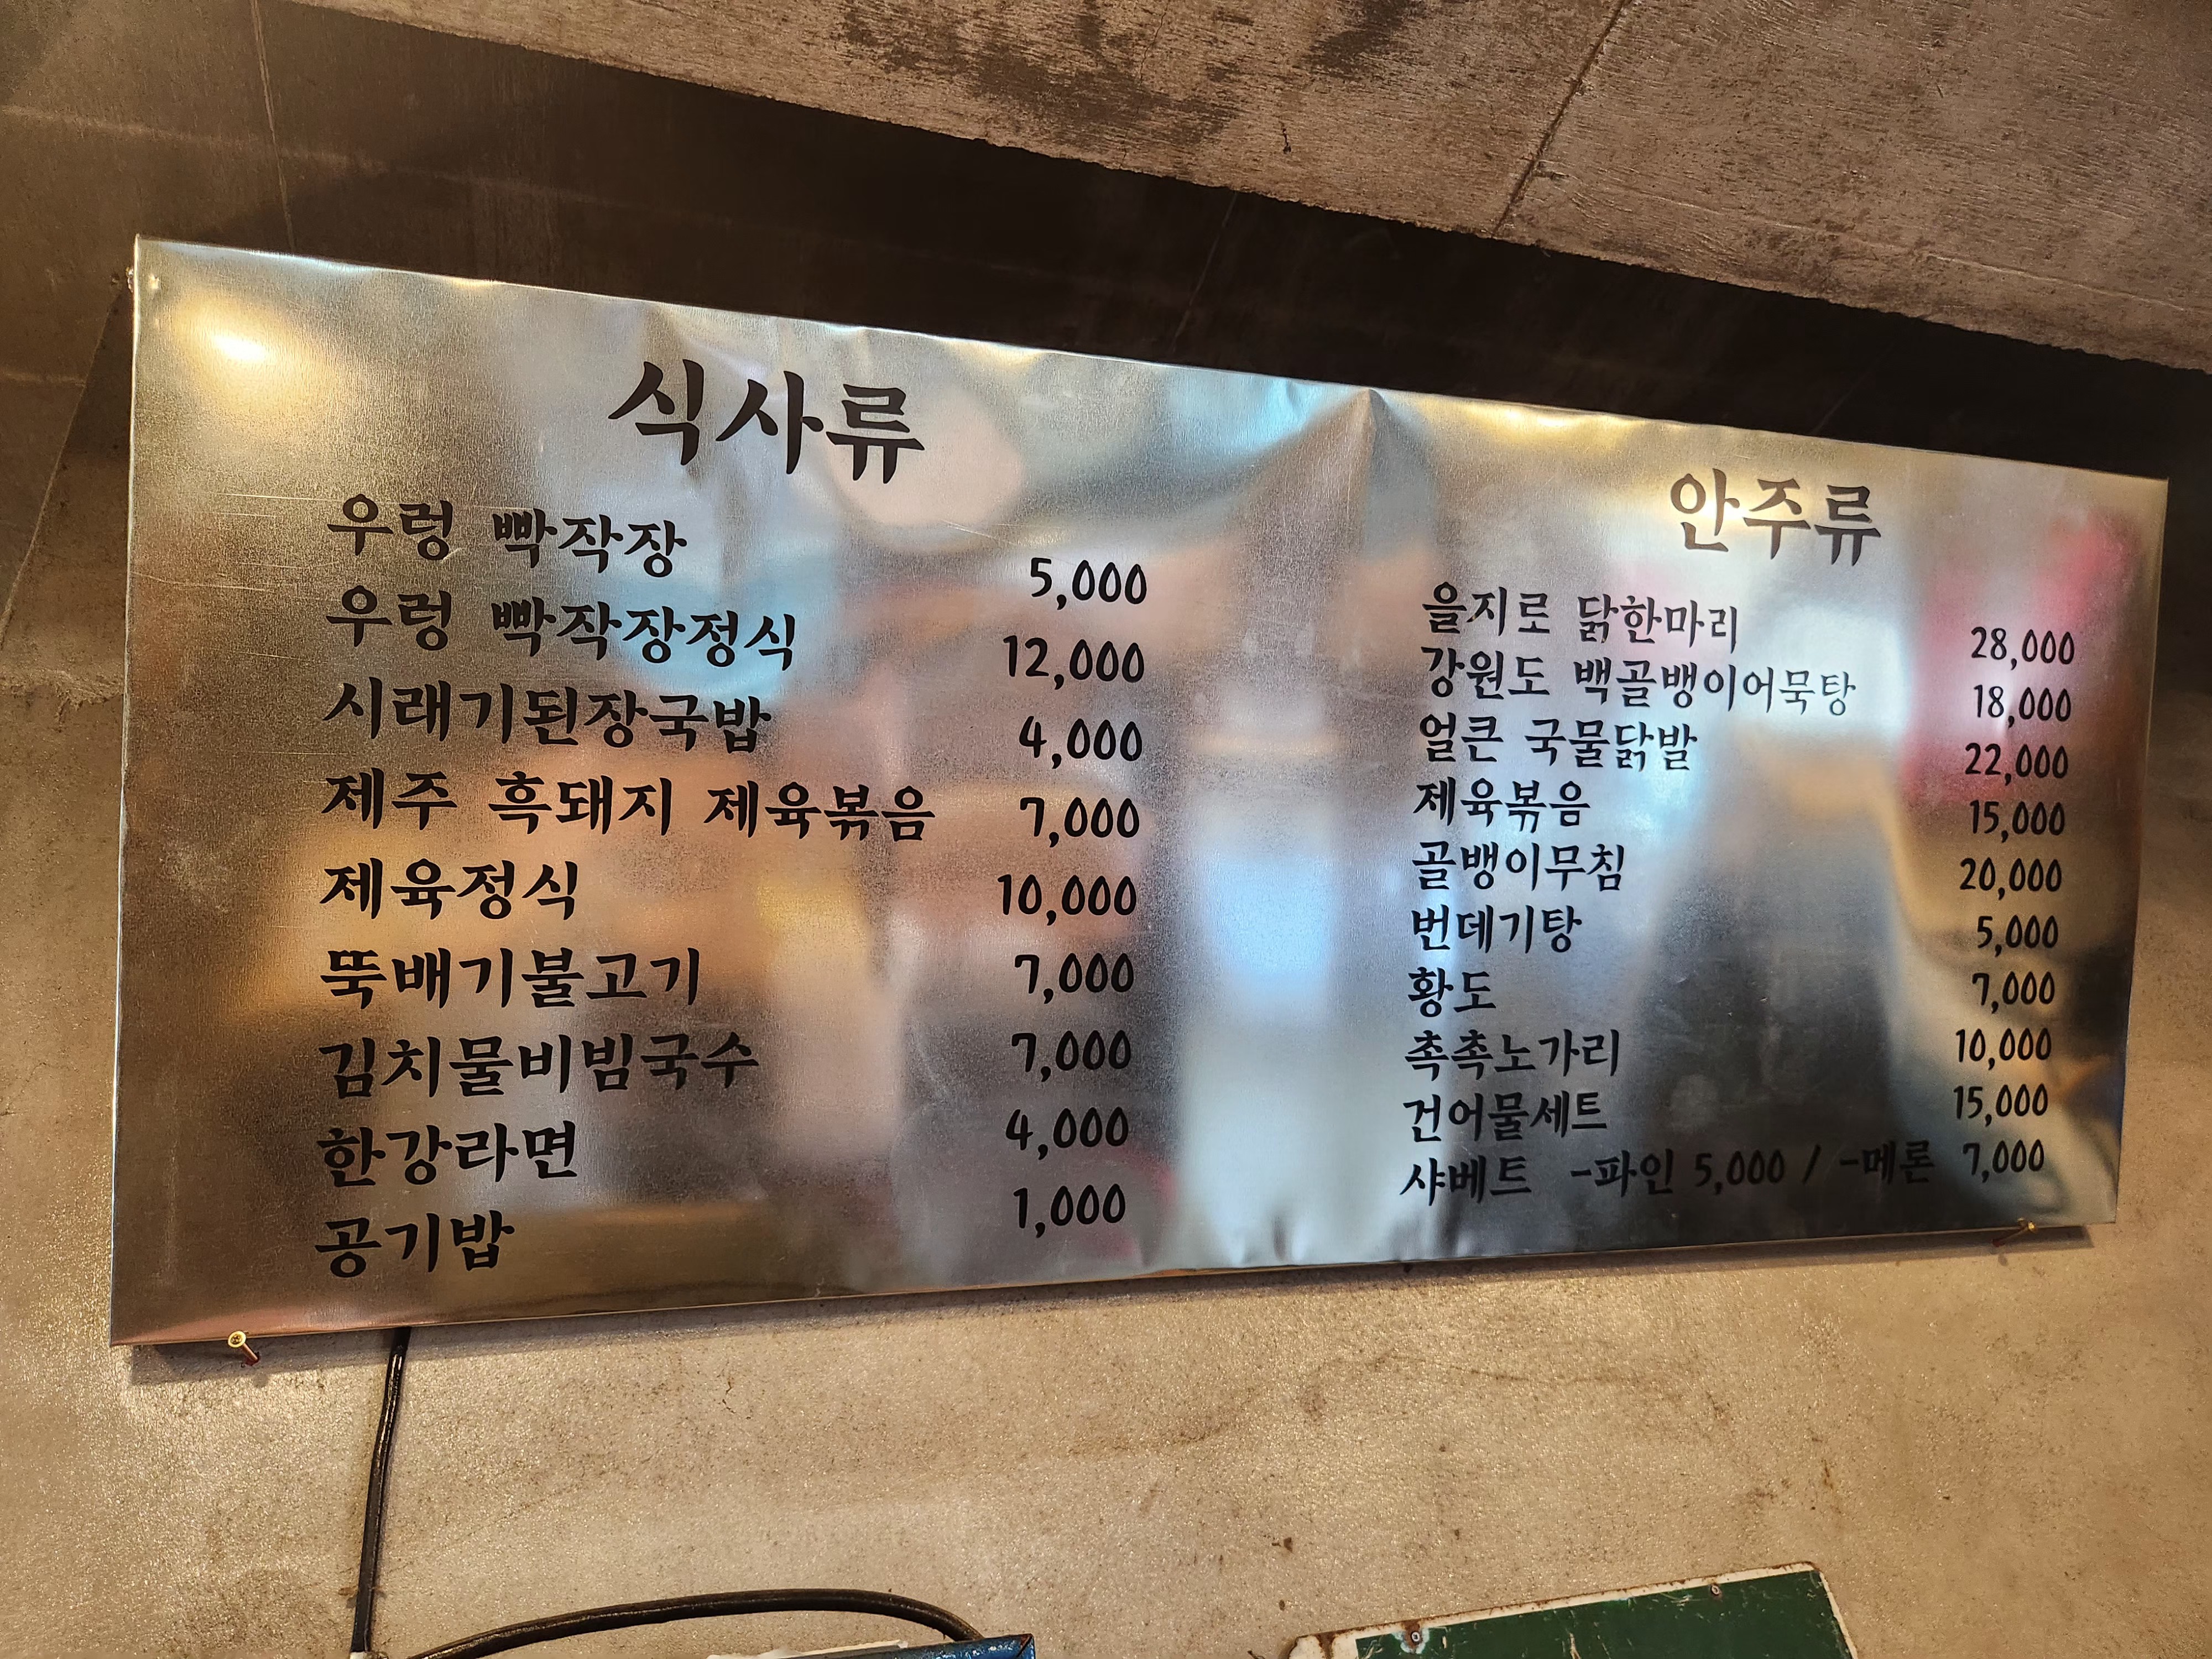 식사류
우렁 빡작장 5,000
우렁 빡작장정식 12,000
시래기된장국밥 4,000
제주 흑돼지 제육볶음 7,000
제육정식 10,000
뚝배기불고기 7,000
김치물비빔국수 7,000
한강라면 4,000
공기밥 1,000
안주류
을지로 닭한마리 28,000
강원도 백골뱅이어묵탕 18,000
얼큰 국물닭발 22,000
제육볶음 15,000
골뱅이무침 20,000
번데기탕 5,000
황도 7,000
촉촉노가리 10,000
건어물세트 15,000
샤베트 -파인 5,000 / -메론 7,000